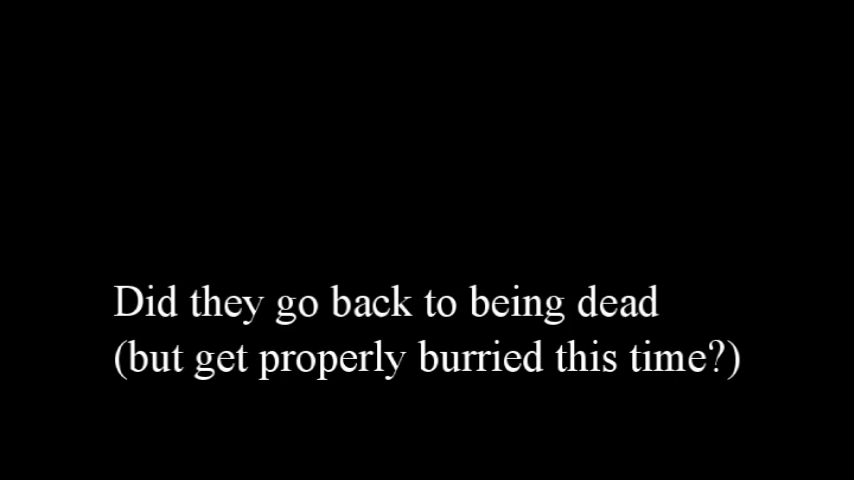 Did they go back to being dead
(but get properly burried this time?)